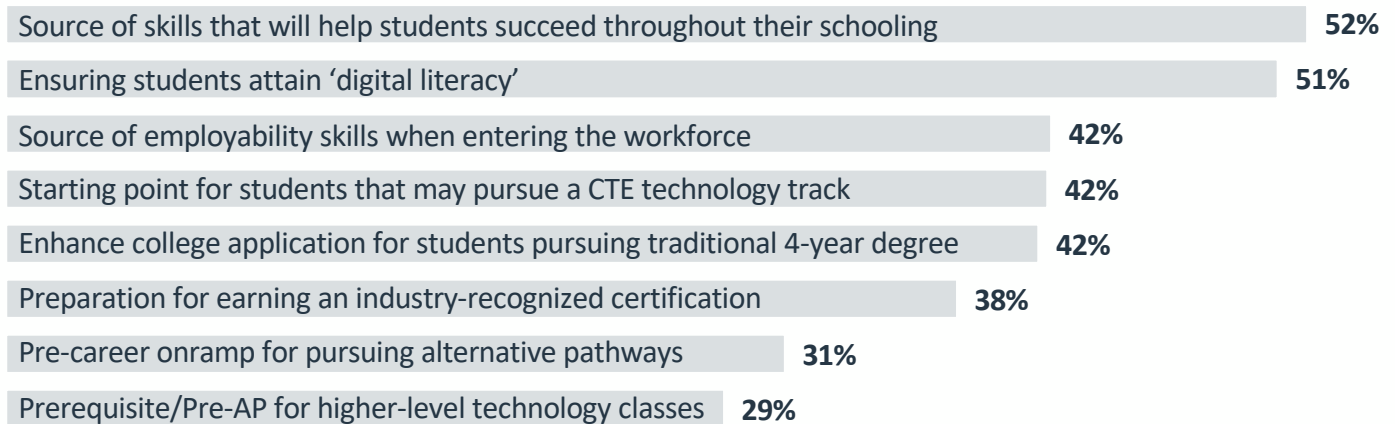 Source of skills that will help students succeed throughout their schooling 52%
Ensuring students attain ‘digital literacy’ 51%
Source of employability skills when entering the workforce 42%
Starting point for students that may pursue a CTE technology track 42%
Enhance college application for students pursuing traditional 4-year degree 42%
Preparation for earning an industry-recognized certification 38%
Pre-career onramp for pursuing alternative pathways 31%
Prerequisite/Pre-AP for higher-level technology classes 29%